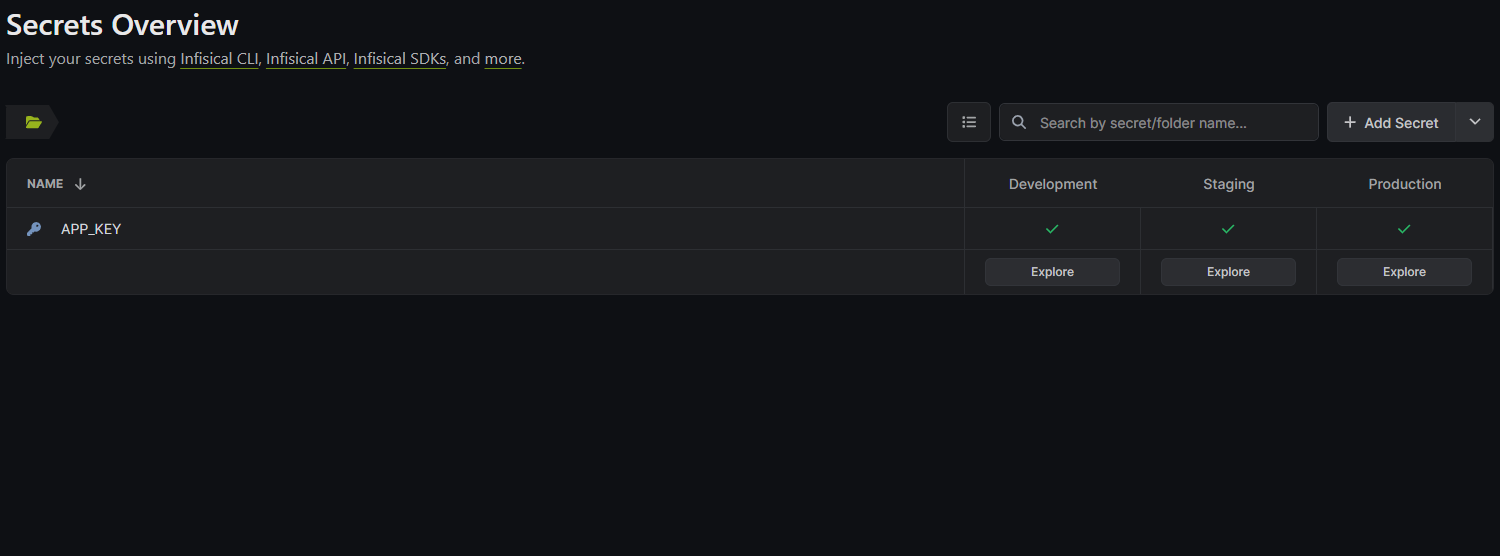 Secrets Overview
Inject your secrets using Infisical CLI, Infisical API, Infisical SDKs, and more.
Search by secret/folder name...
Add Secret
NAME Development Staging Production
APP_KEY
Explore Explore Explore